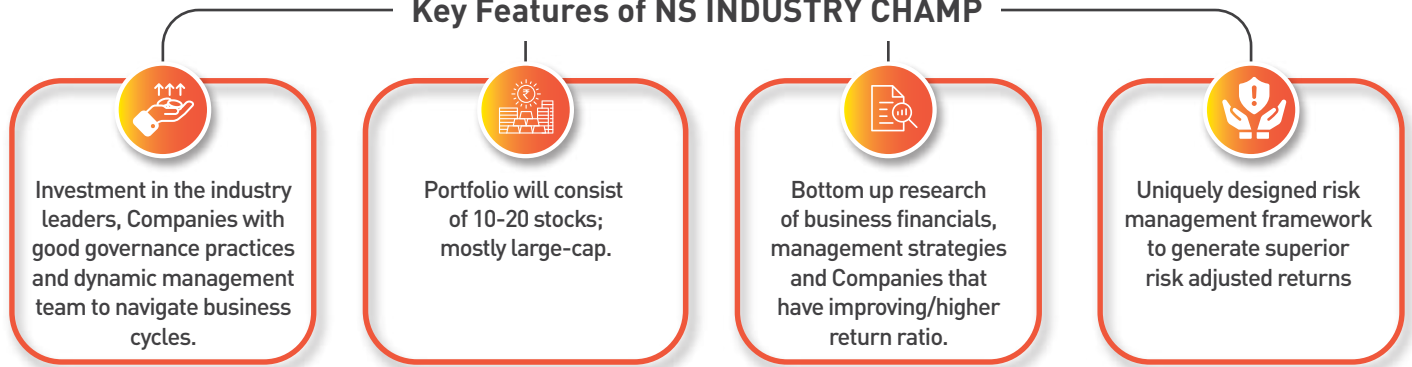 Key Features of NS INDUSTRY CHAMP
Investment in the industry
leaders, Companies with
good governance practices
and dynamic management
team to navigate business
cycles.
₹
Portfolio will consist
of 10-20 stocks;
mostly large-cap.
Bottom up research
of business financials,
management strategies
and Companies that
have improving/higher
return ratio.
Uniquely designed risk
management framework
to generate superior
risk adjusted returns